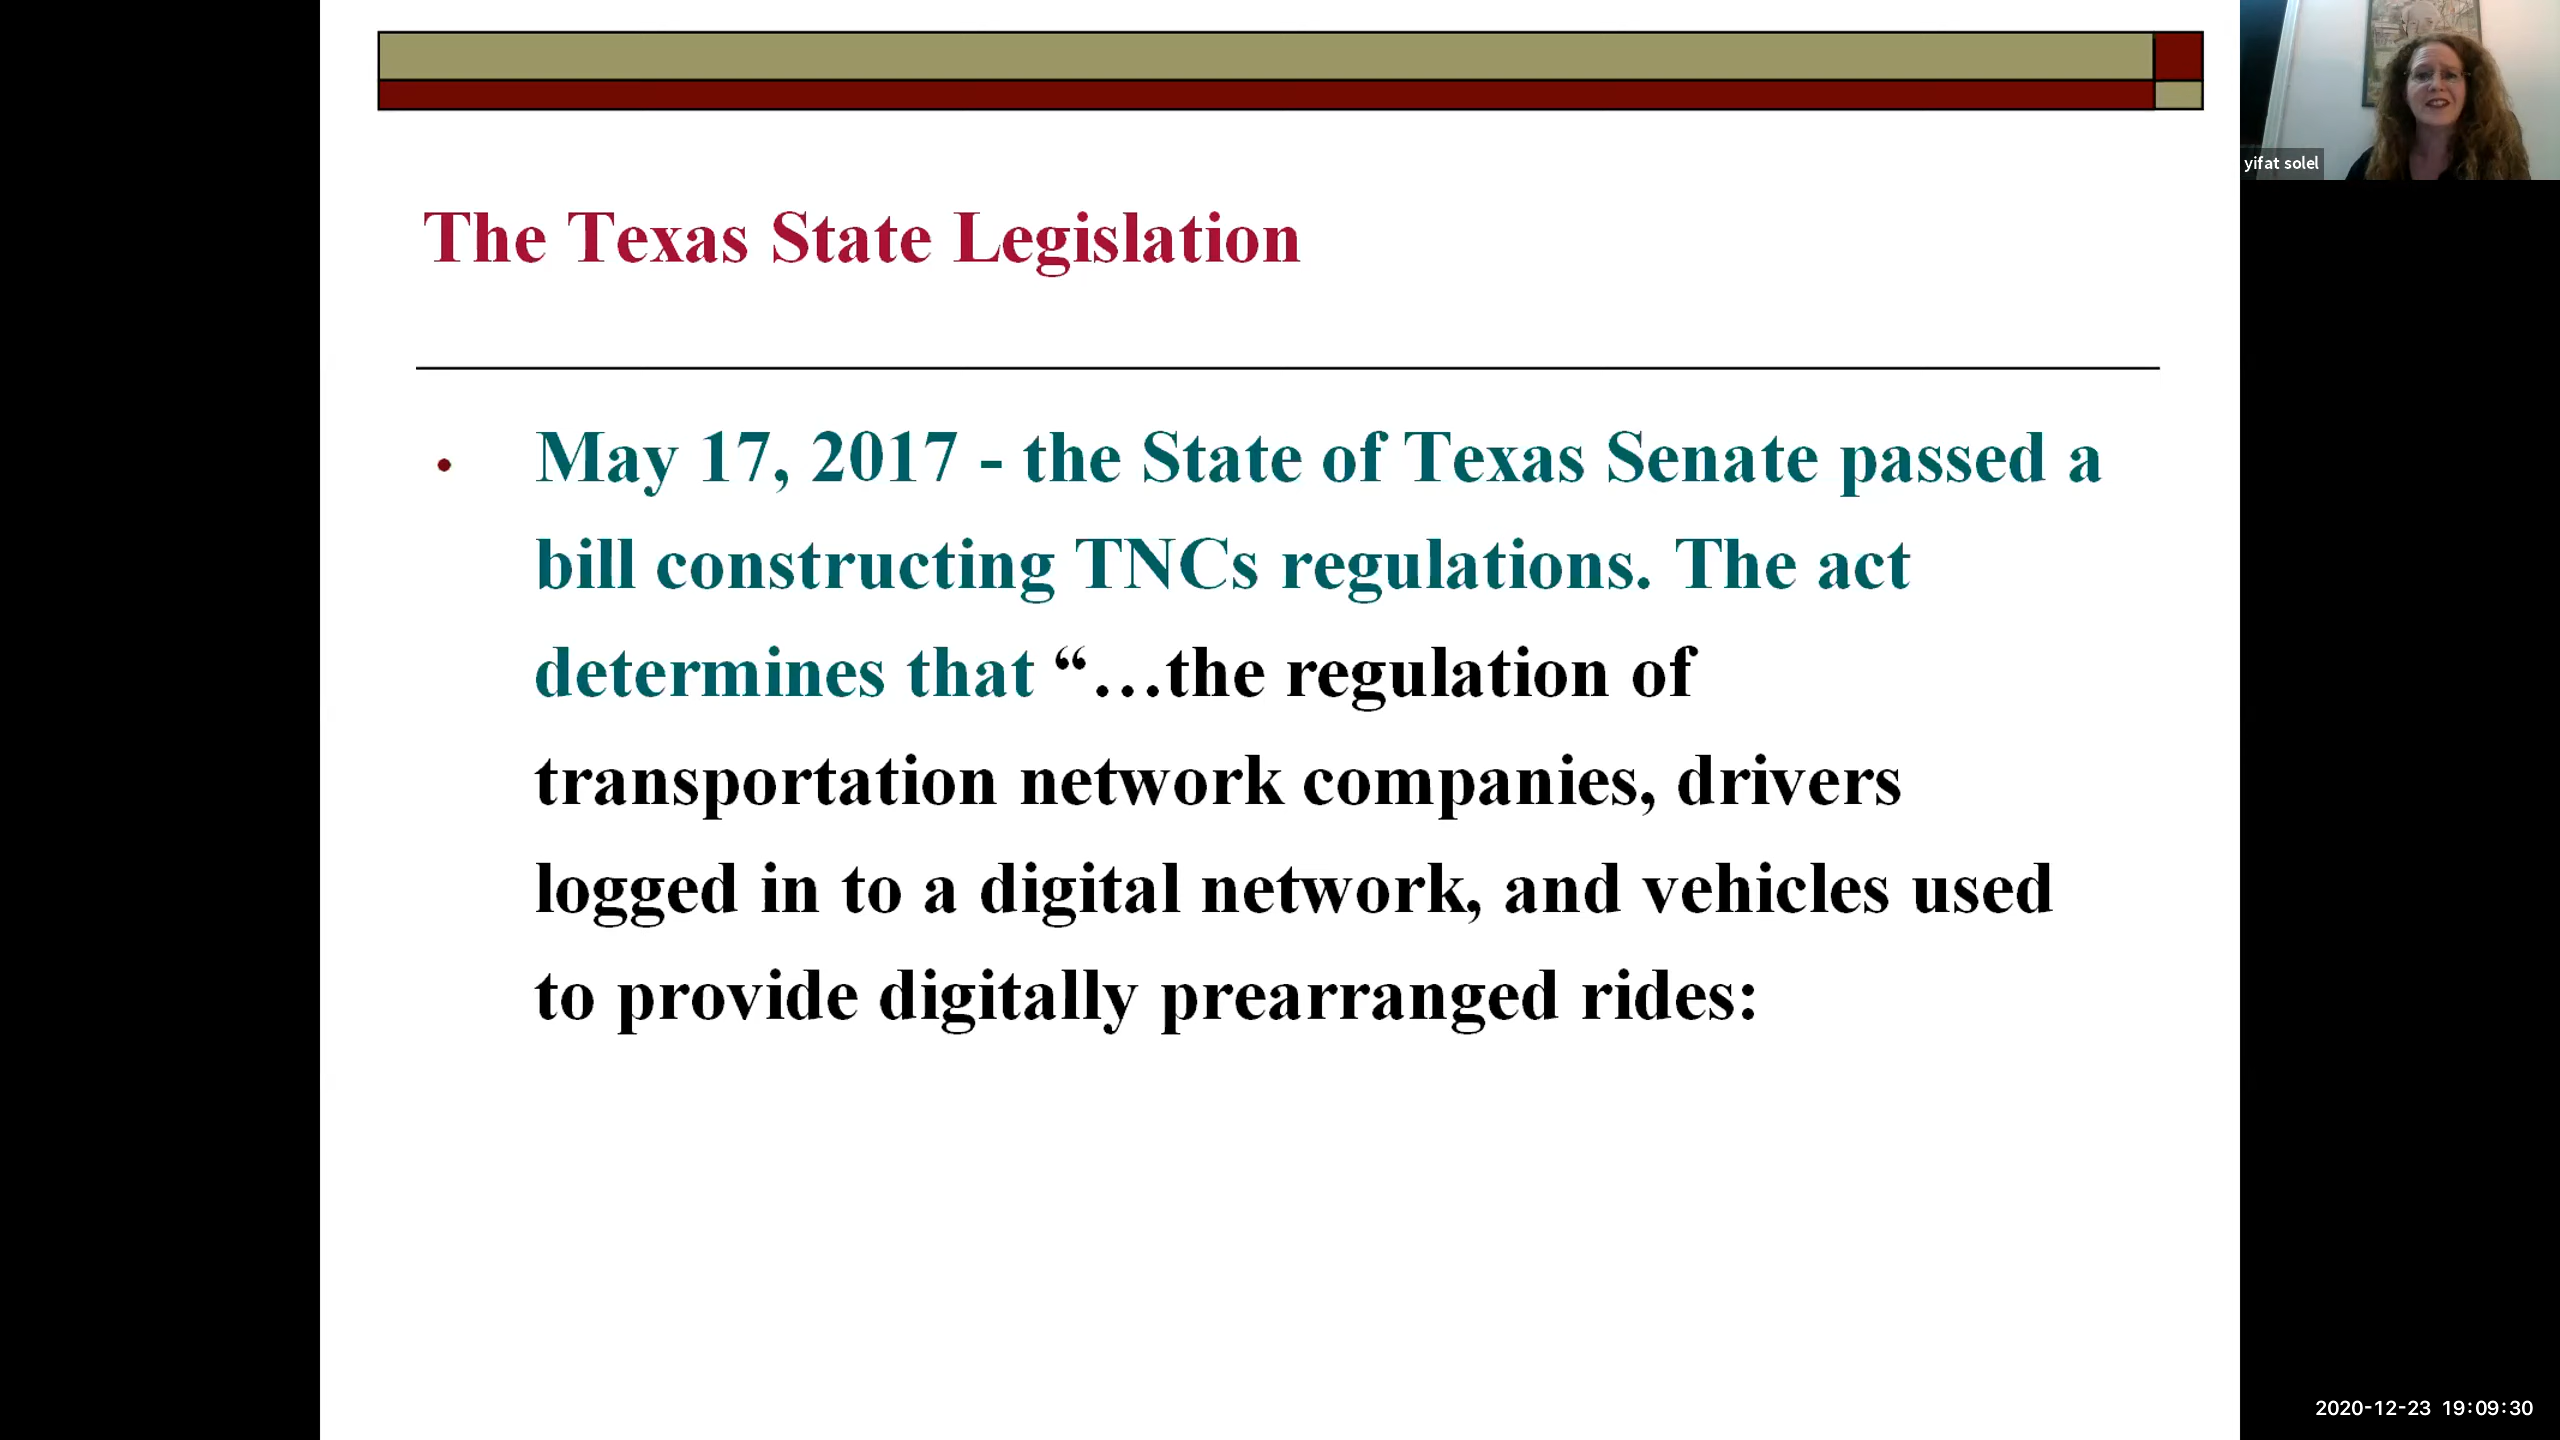 yifat solel
The Texas State Legislation
• May 17, 2017 - the State of Texas Senate passed a
bill constructing TNCs regulations. The act
determines that “…the regulation of
transportation network companies, drivers
logged in to a digital network, and vehicles used
to provide digitally prearranged rides:
2020-12-23 19:09:30